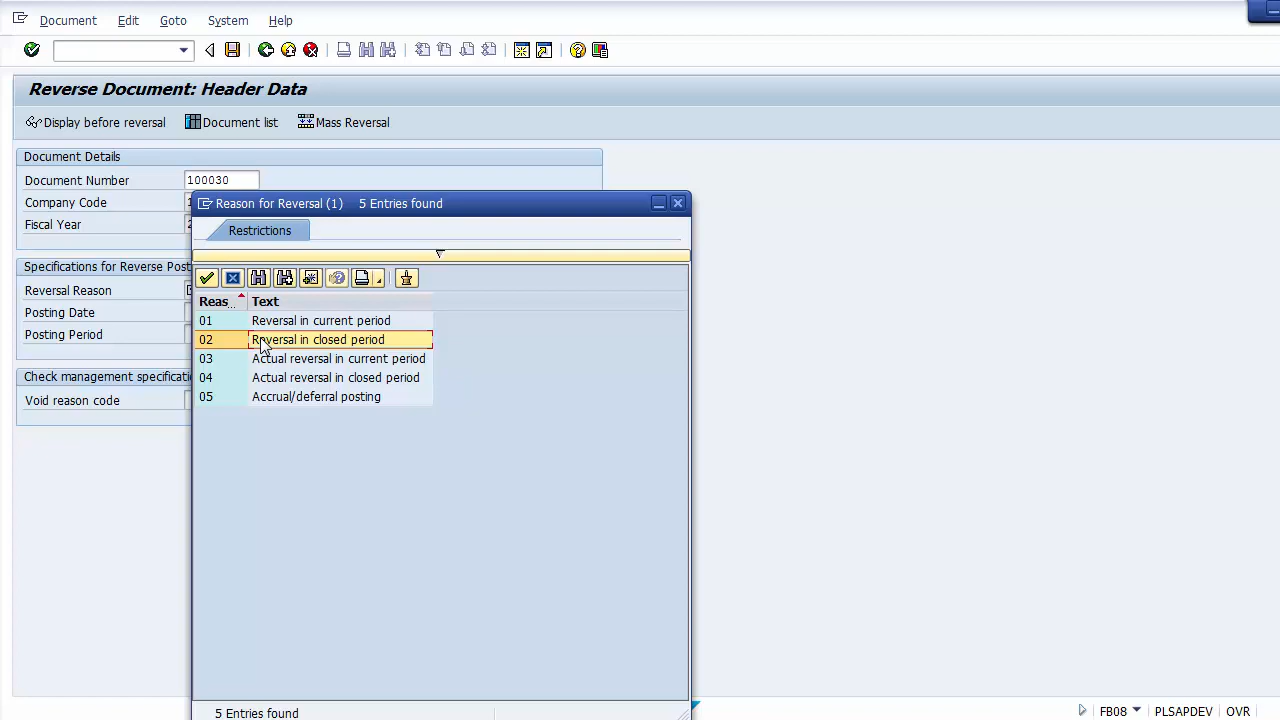 Document Edit Goto System Help
Reverse Document: Header Data
Display before reversal Document list Mass Reversal
Document Details
Document Number 100030
Company Code 1
Fiscal Year 2
Reason for Reversal (1) 5 Entries found
Restrictions
Specifications for Reverse Post
Reversal Reason
Posting Date
Posting Period
Check management specificatio
Void reason code
Reas.. Text
01 Reversal in current period
02 Reversal in closed period
03 Actual reversal in current period
04 Actual reversal in closed period
05 Accrual/deferral posting
5 Entries found
FB08 PLSAPDEV OVR